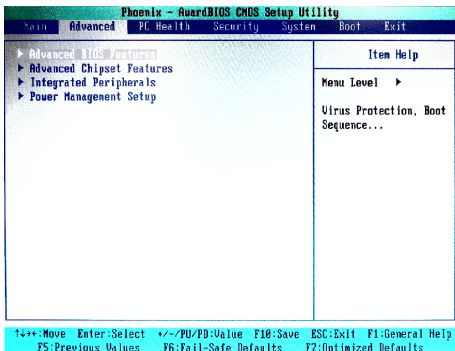 Phoenix - AwardBIOS CMOS Setup Utility
Main Advanced PC Health Security System Boot Exit
▶ Advanced BIOS Features
▶ Advanced Chipset Features
▶ Integrated Peripherals
▶ Power Management Setup
Item Help
Menu Level ▶
Virus Protection, Boot
Sequence...
↑↓→←:Move Enter:Select +/-/PU/PD:Value F10:Save ESC:Exit F1:General Help
F5:Previous Values F6:Fail-Safe Defaults F7:Optimized Defaults